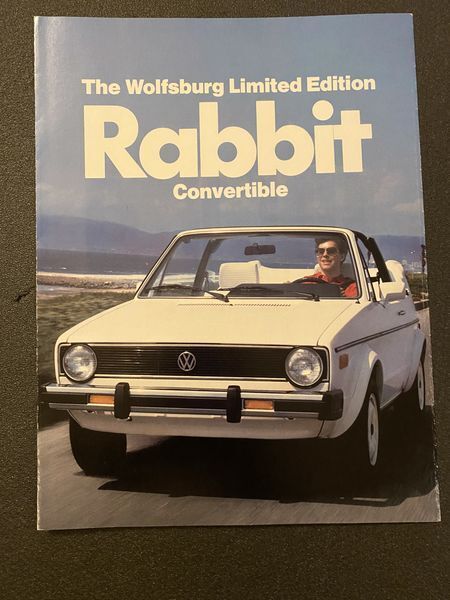 The Wolfsburg Limited Edition
Rabbit
Convertible